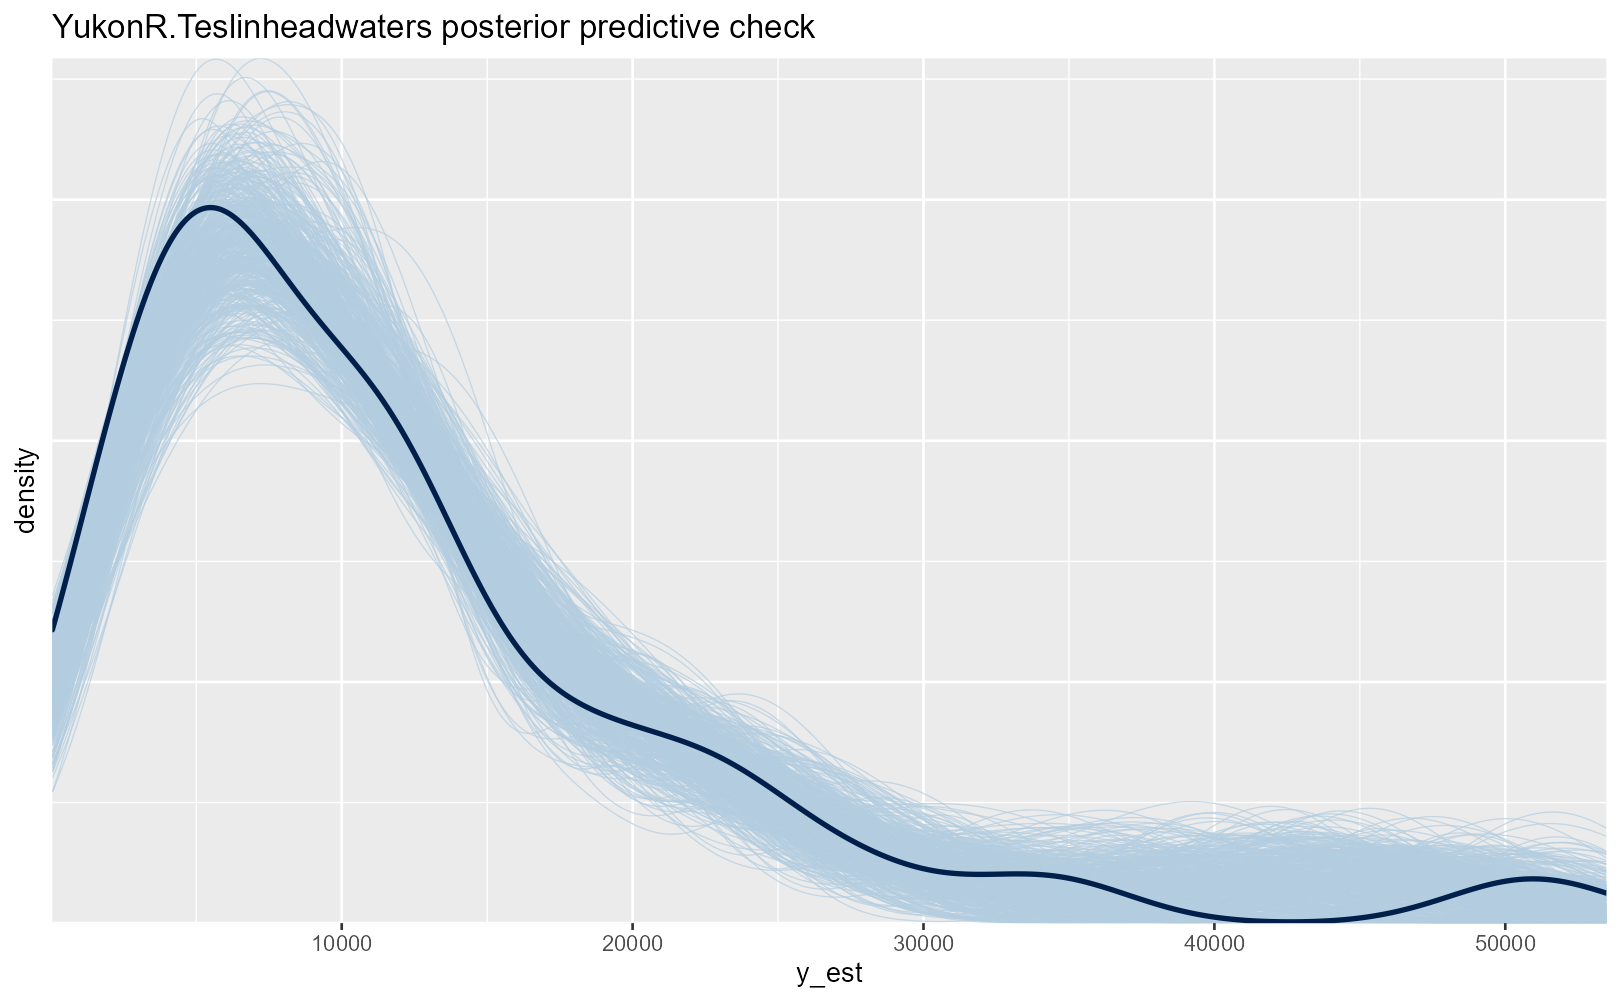 YukonR.Teslinheadwaters posterior predictive check
density
10000 20000 30000 40000 50000
y_est